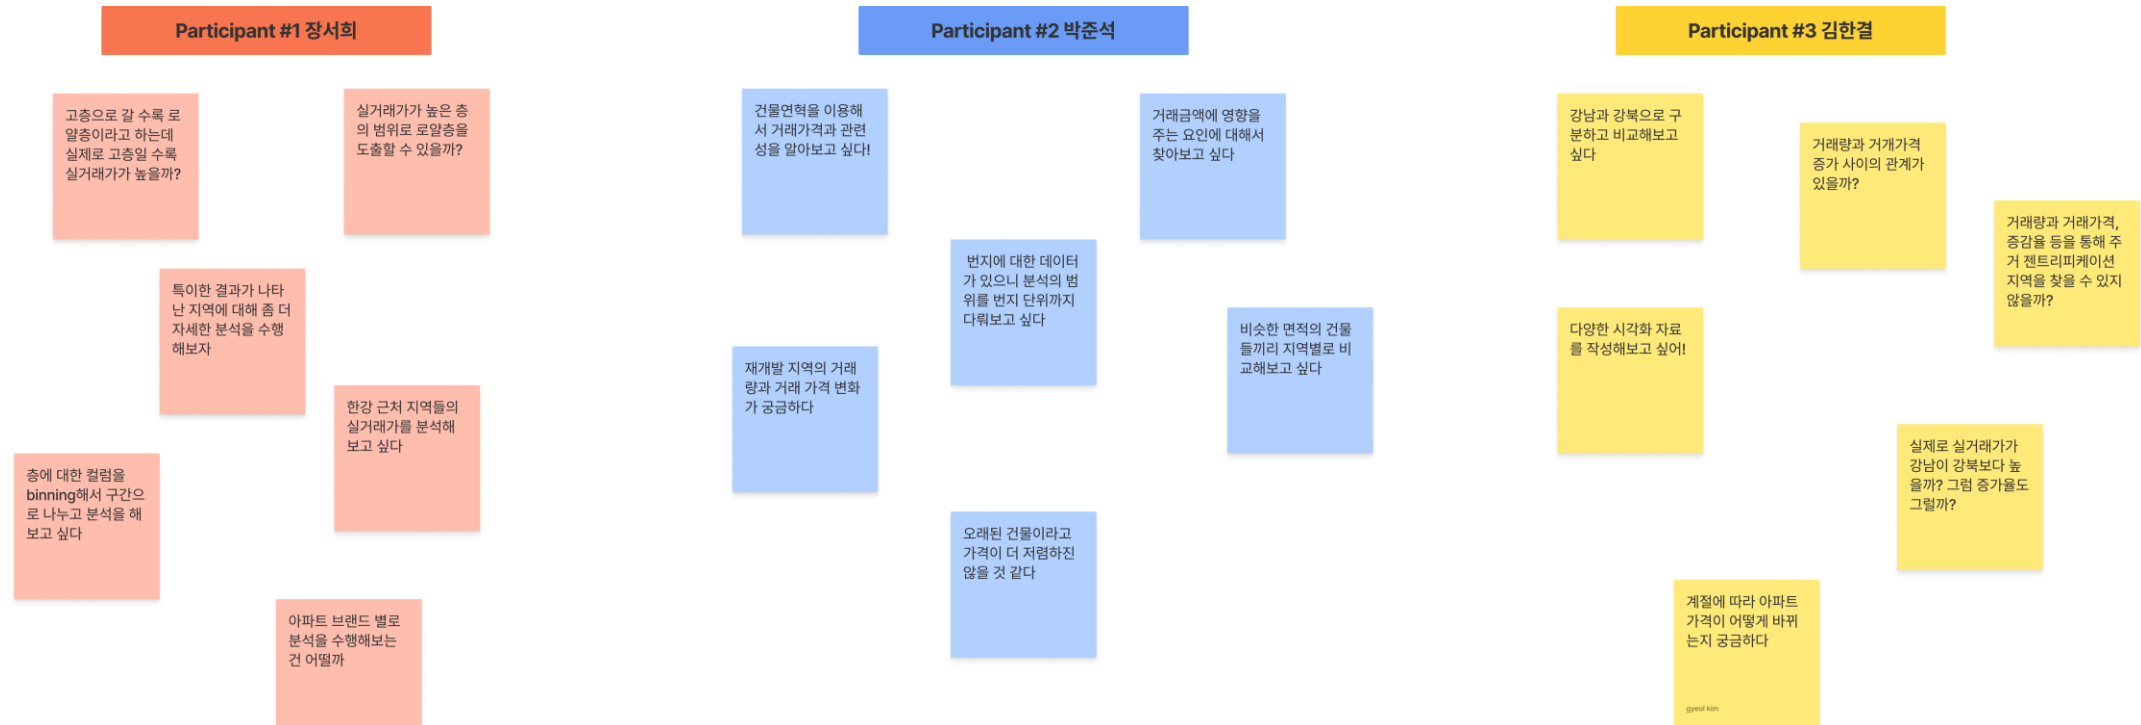 Participant #1 장서희
고층으로 갈 수록 로
얄층이라고 하는데
실제로 고층일 수록
실거래가가 높을까?
실거래가가 높은 층
의 범위로 로얄층을
도출할 수 있을까?
특이한 결과가 나타
난 지역에 대해 좀 더
자세한 분석을 수행
해보자
한강 근처 지역들의
실거래가를 분석해
보고 싶다
층에 대한 컬럼을
binning해서 구간으
로 나누고 분석을 해
보고 싶다
아파트 브랜드 별로
분석을 수행해보는
건 어떨까
Participant #2 박준석
건물연혁을 이용해
서 거래가격과 관련
성을 알아보고 싶다!
거래금액에 영향을
주는 요인에 대해서
찾아보고 싶다
번지에 대한 데이터
가 있으니 분석의 범
위를 번지 단위까지
다뤄보고 싶다
비슷한 면적의 건물
들끼리 지역별로 비
교해보고 싶다
재개발 지역의 거래
량과 거래 가격 변화
가 궁금하다
오래된 건물이라고
가격이 더 저렴하진
않을 것 같다
Participant #3 김한결
강남과 강북으로 구
분하고 비교해보고
싶다
거래량과 거개가격
증가 사이의 관계가
있을까?
거래량과 거래가격,
증감율 등을 통해 주
거 젠트리피케이션
지역을 찾을 수 있지
않을까?
다양한 시각화 자료
를 작성해보고 싶어!
실제로 실거래가가
강남이 강북보다 높
을까? 그럼 증가율도
그럴까?
계절에 따라 아파트
가격이 어떻게 바뀌
는지 궁금하다
gyeol kim